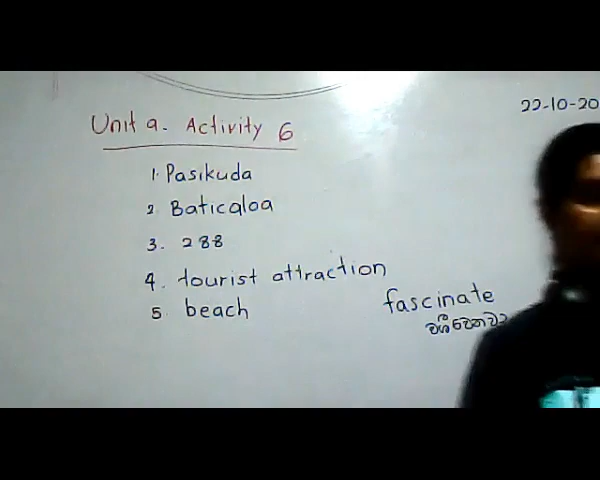 22-10-20
Unit 9. Activity 6
1. Pasikuda
2. Baticaloa
3. 288
4. tourist attraction
5 beach
fascinate